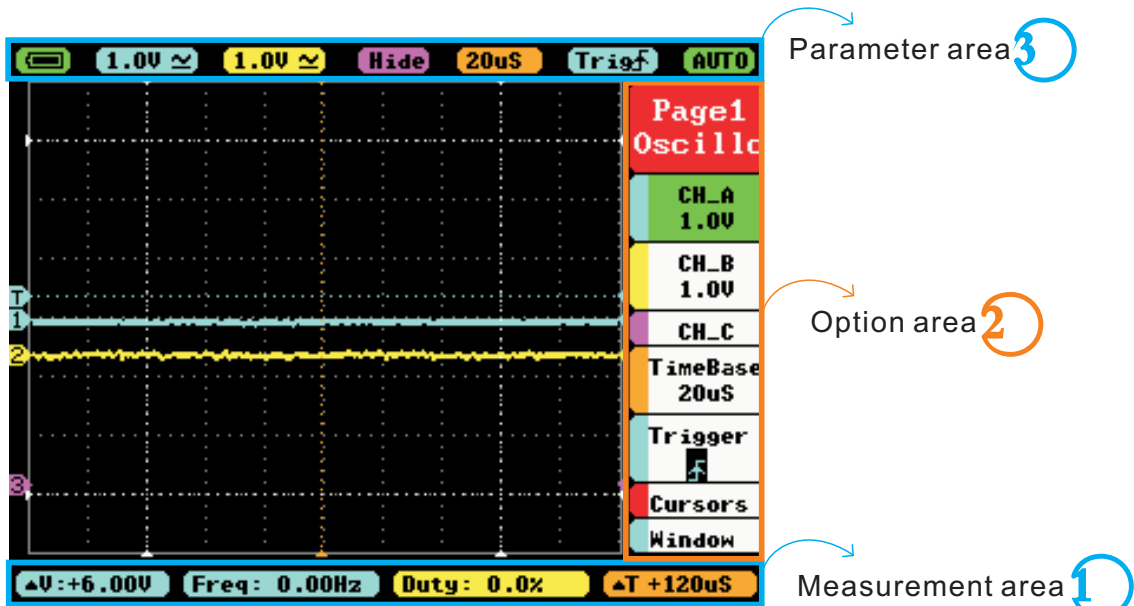 1.0V 1.0V Hide 20uS Trig AUTO
Parameter area 3
Page1
Oscillo
CH_A
1.0V
CH_B
1.0V
CH_C
TimeBase
20uS
Trigger
Cursors
Window
T
1
2
3
Option area 2
▲V:+6.00V Freq: 0.00Hz Duty: 0.0% ▲T +120uS
Measurement area 1